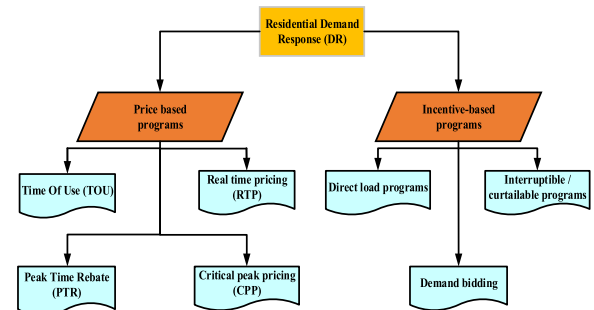 Residential Demand
Response (DR)
Price based
programs
Incentive-based
programs
Time Of Use (TOU)
Real time pricing
(RTP)
Direct load programs
Interruptible /
curtailable programs
Peak Time Rebate
(PTR)
Critical peak pricing
(CPP)
Demand bidding